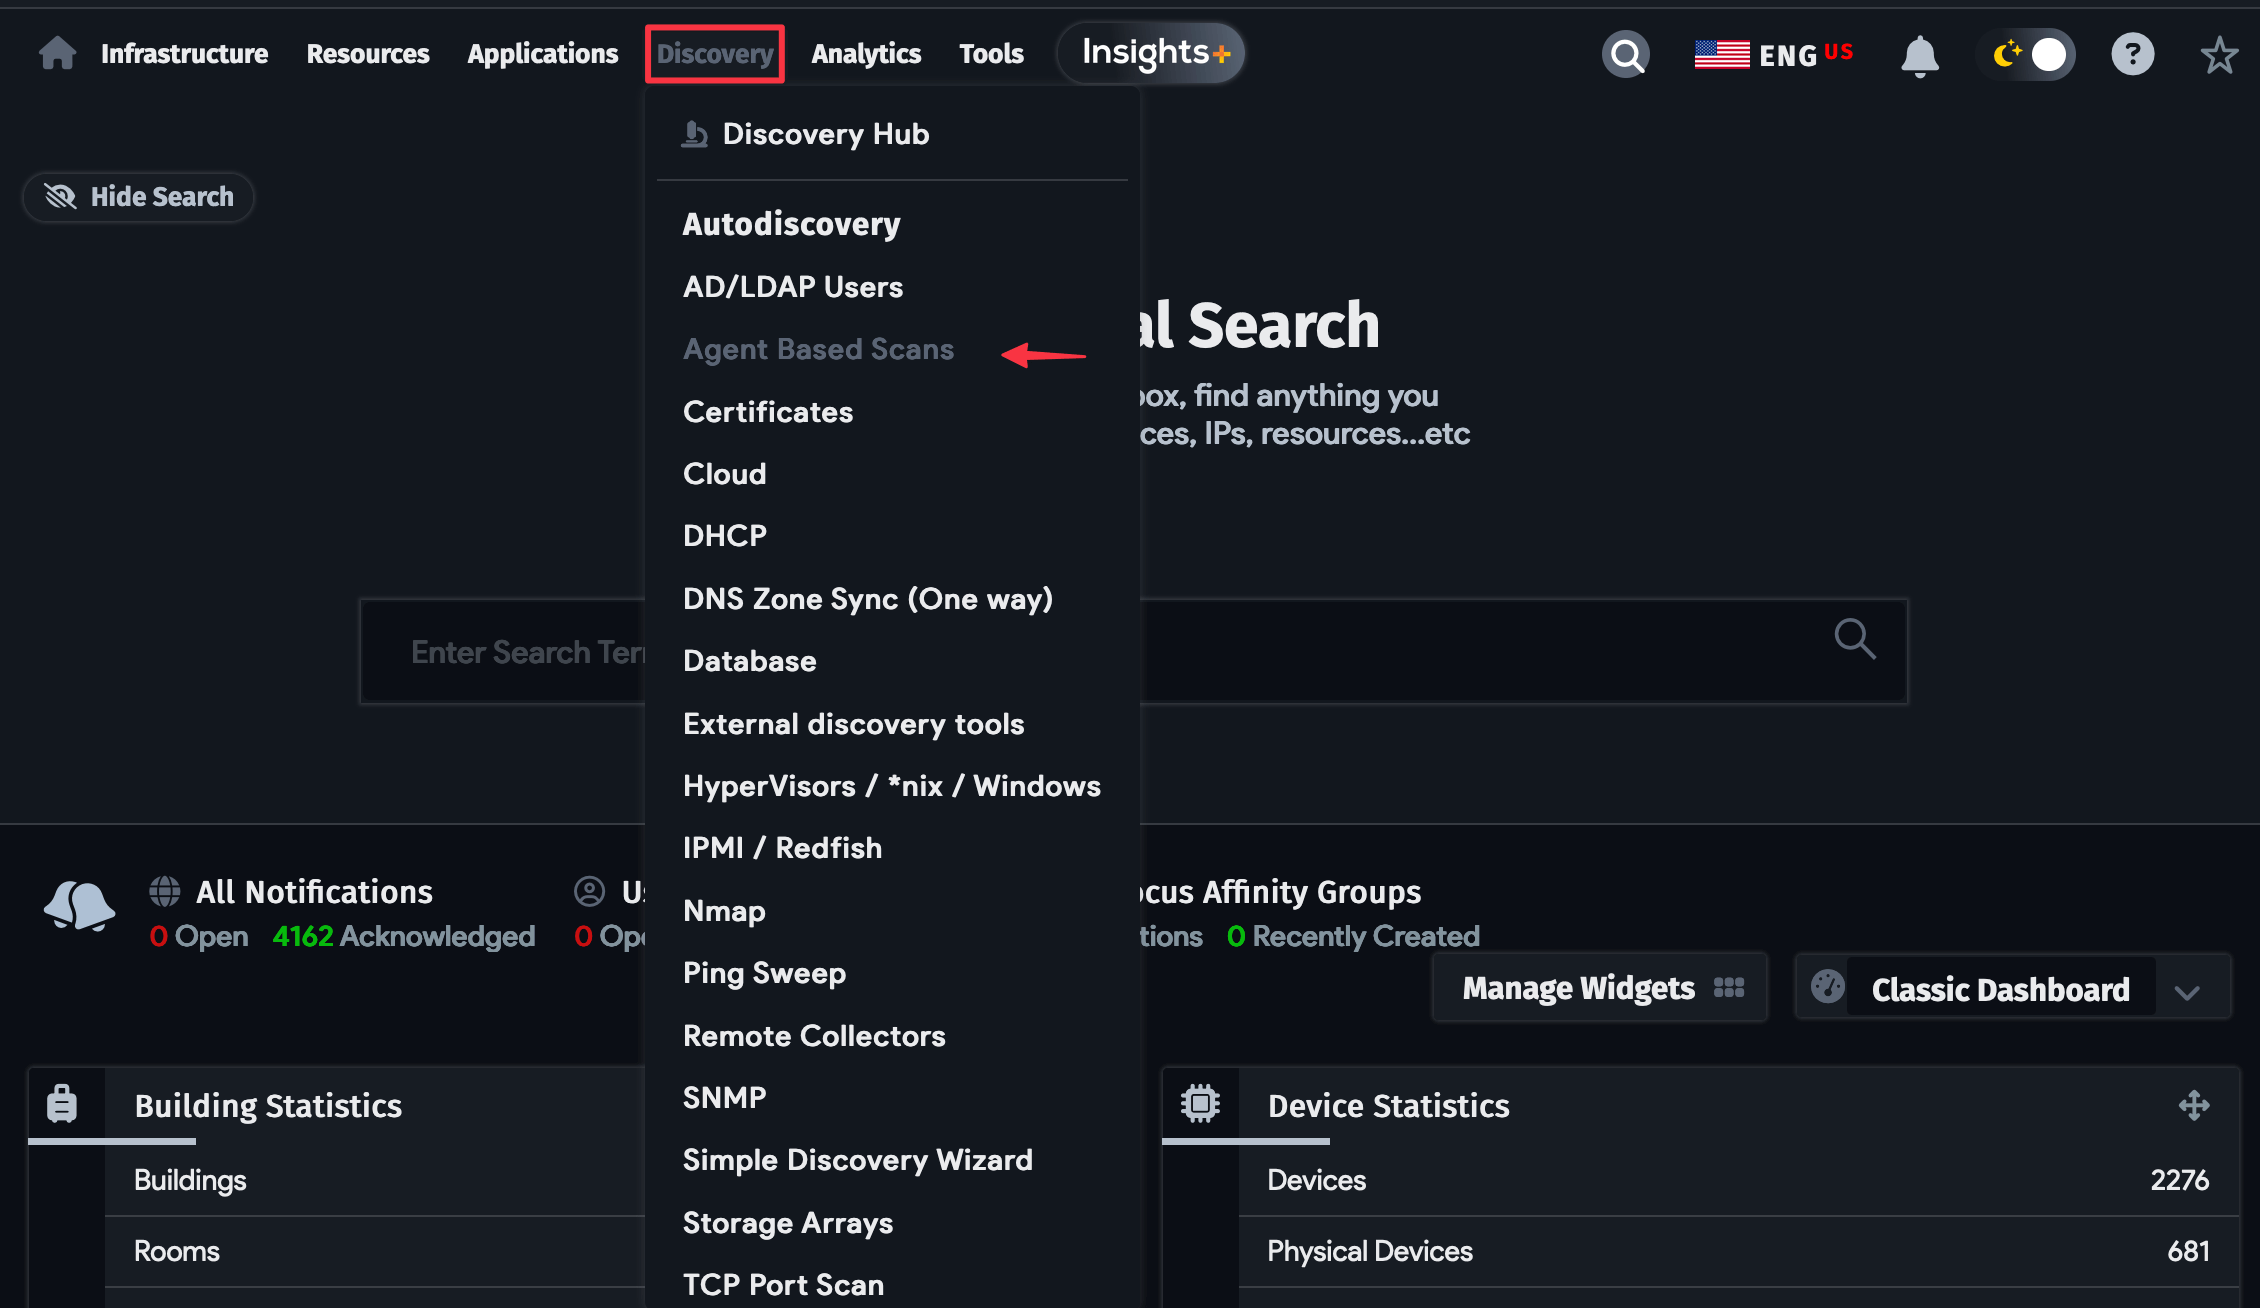 Infrastructure Resources Applications Discovery Analytics Tools Insights+ ENG US ?
Discovery Hub
Hide Search
Autodiscovery
AD/LDAP Users
Agent Based Scans
Certificates
Cloud
DHCP
DNS Zone Sync (One way)
Database
External discovery tools
HyperVisors / *nix / Windows
IPMI / Redfish
Nmap
Ping Sweep
Remote Collectors
SNMP
Simple Discovery Wizard
Storage Arrays
TCP Port Scan
al Search
box, find anything you
ces, IPs, resources...etc
Enter Search Ter
All Notifications
0 Open 4162 Acknowledged
Us
0 Ope
ocus Affinity Groups
tions 0 Recently Created
Manage Widgets
Classic Dashboard
Building Statistics
Buildings
Rooms
Device Statistics
Devices 2276
Physical Devices 681